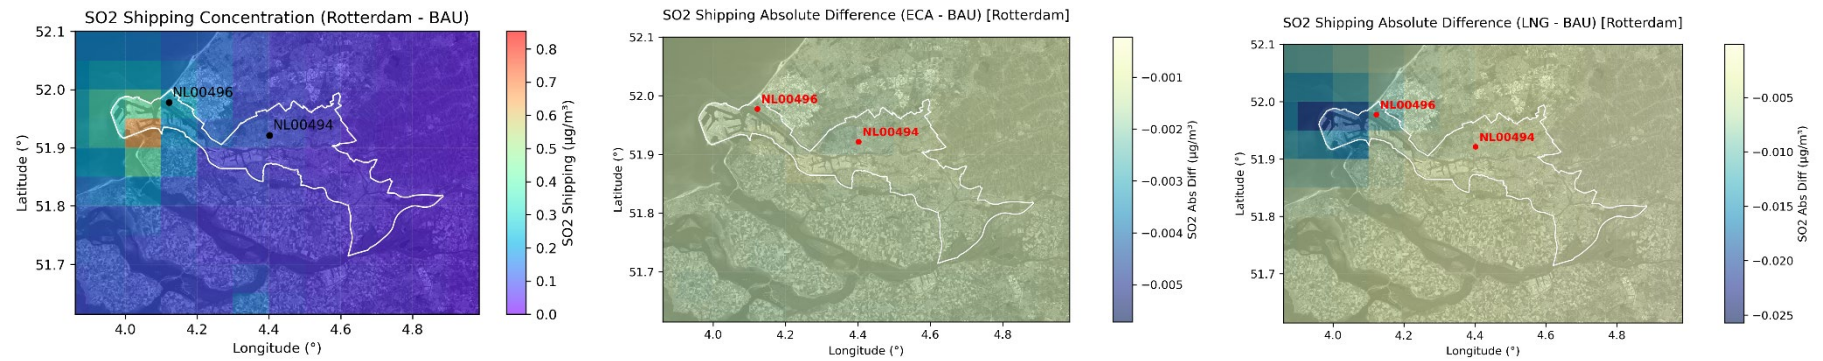 SO2 Shipping Concentration (Rotterdam - BAU)
52.1
52.0
51.9
51.8
51.7
4.0
4.2
4.4
4.6
4.8
Latitude (°)
Longitude (°)
NL00496
NL00494
0.8
0.7
0.6
0.5
0.4
0.3
0.2
0.1
0.0
SO2 Shipping (µg/m³)
SO2 Shipping Absolute Difference (ECA - BAU) [Rotterdam]
52.1
52.0
51.9
51.8
51.7
4.0
4.2
4.4
4.6
4.8
Latitude (°)
Longitude (°)
NL00496
NL00494
−0.001
−0.002
−0.003
−0.004
−0.005
SO2 Abs Diff (µg/m³)
SO2 Shipping Absolute Difference (LNG - BAU) [Rotterdam]
52.1
52.0
51.9
51.8
51.7
4.0
4.2
4.4
4.6
4.8
Latitude (°)
Longitude (°)
NL00496
NL00494
−0.005
−0.010
−0.015
−0.020
−0.025
SO2 Abs Diff (µg/m³)